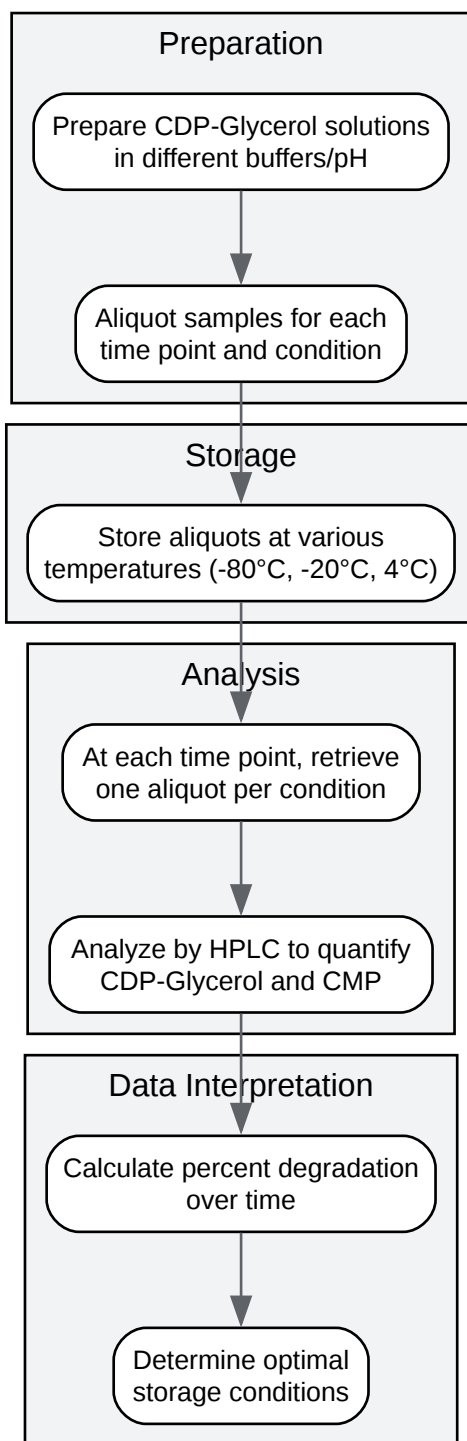 Preparation
Prepare CDP-Glycerol solutions
in different buffers/pH
Aliquot samples for each
time point and condition
Storage
Store aliquots at various
temperatures (-80°C, -20°C, 4°C)
Analysis
At each time point, retrieve
one aliquot per condition
Analyze by HPLC to quantify
CDP-Glycerol and CMP
Data Interpretation
Calculate percent degradation
over time
Determine optimal
storage conditions